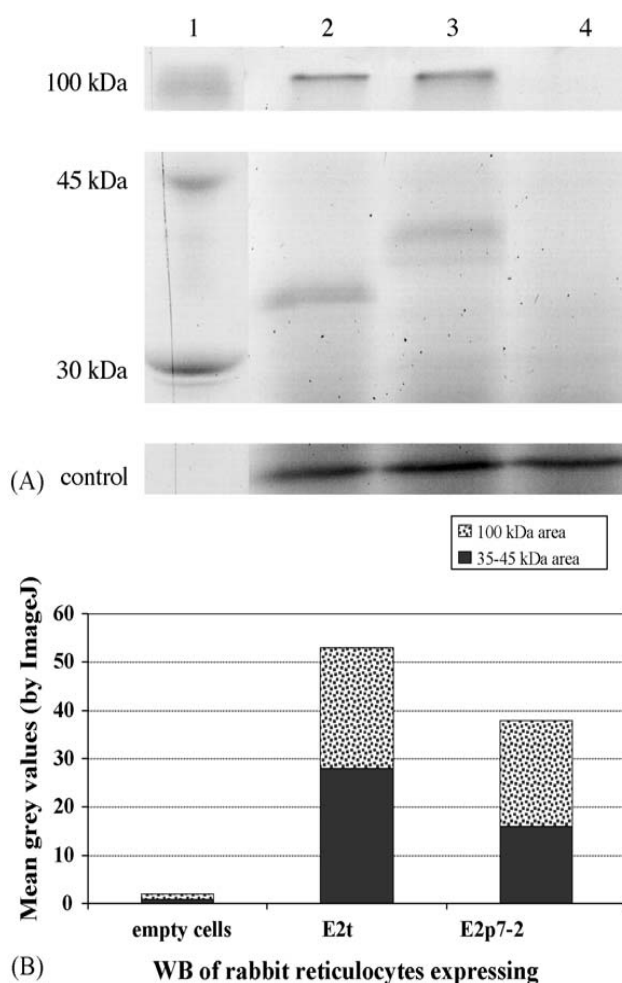 1 2 3 4
100 kDa
45 kDa
30 kDa
(A) control
100 kDa area
35-45 kDa area
Mean grey values (by ImageJ)
60
50
40
30
20
10
0
empty cells E2t E2p7-2
(B) WB of rabbit reticulocytes expressing